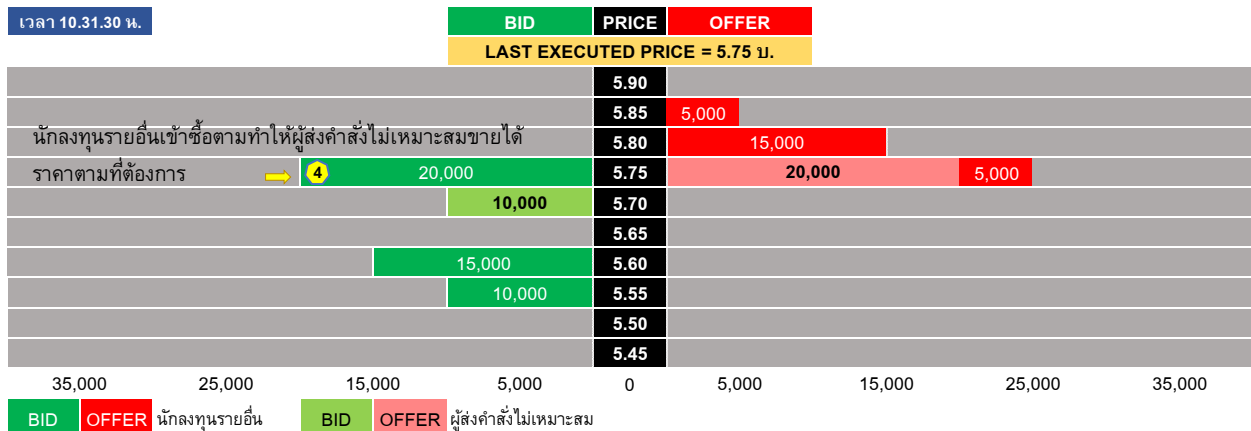 เวลา 10.31.30 น.
BID PRICE OFFER
LAST EXECUTED PRICE = 5.75 บ.
5.90
5.85 5,000
นักลงทุนรายอื่นเข้าซื้อตามทำให้ผู้ส่งคำสั่งไม่เหมาะสมขายได้
5.80 15,000
ราคาตามที่ต้องการ 4 20,000 5.75 20,000 5,000
10,000 5.70
5.65
15,000 5.60
10,000 5.55
5.50
5.45
35,000 25,000 15,000 5,000 0 5,000 15,000 25,000 35,000
BID OFFER นักลงทุนรายอื่น BID OFFER ผู้ส่งคำสั่งไม่เหมาะสม